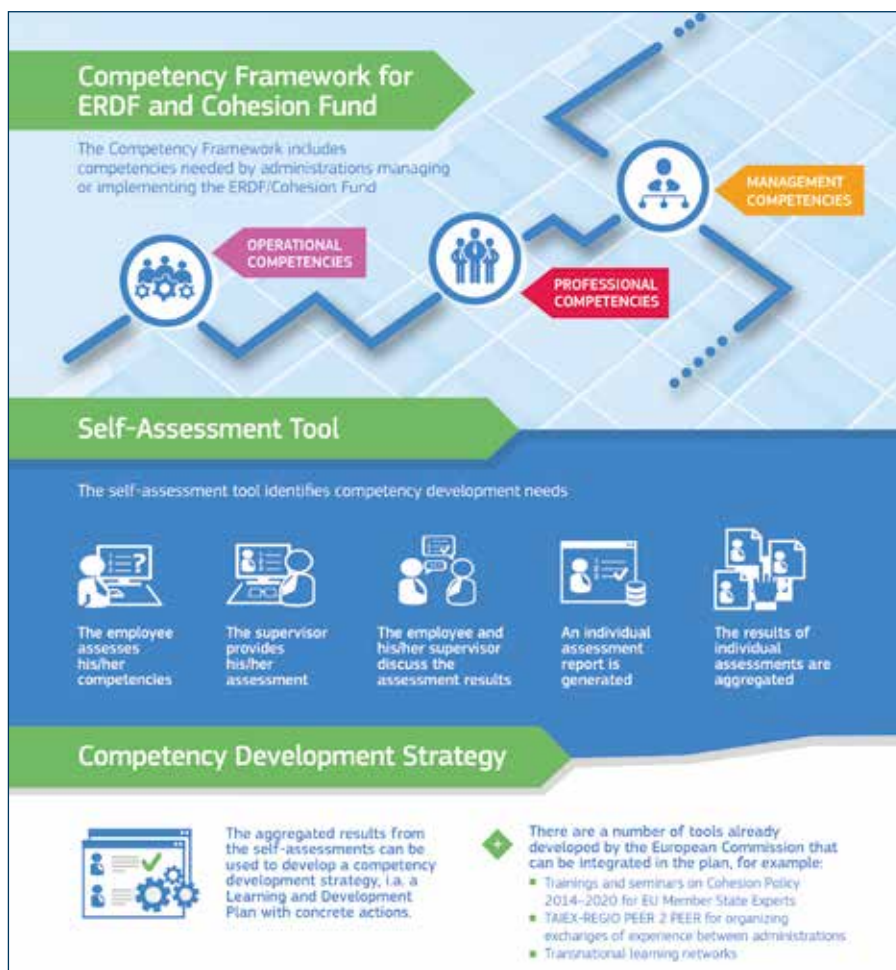 Competency Framework for
ERDF and Cohesion Fund
The Competency Framework includes
competencies needed by administrations managing
or implementing the ERDF/Cohesion Fund
MANAGEMENT
COMPETENCIES
OPERATIONAL
COMPETENCIES
PROFESSIONAL
COMPETENCIES
Self-Assessment Tool
The self-assessment tool identifies competency development needs
The employee
assesses
his/her
competencies
The supervisor
provides
his/her
assessment
The employee and
his/her supervisor
discuss the
assessment results
An individual
assessment
report is
generated
The results of
individual
assessments are
aggregated
Competency Development Strategy
The aggregated results from
the self-assessments can be
used to develop a competency
development strategy, i.a. a
Learning and Development
Plan with concrete actions.
There are a number of tools already
developed by the European Commission that
can be integrated in the plan, for example:
Trainings and seminars on Cohesion Policy
2014-2020 for EU Member State Experts
TAIEX-REGIO PEER 2 PEER for organizing
exchanges of experience between administrations
Transnational learning networks